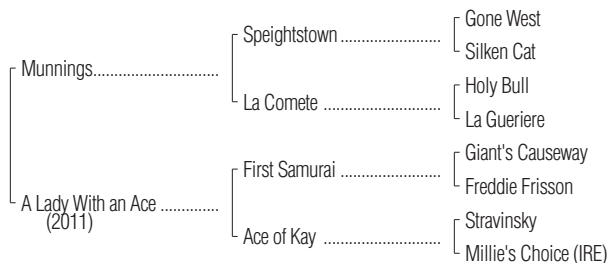 Gone West
Speightstown ........................
Silken Cat
Munnings..............................
Holy Bull
La Comete ............................
La Gueriere
Giant's Causeway
First Samurai ........................
Freddie Frisson
A Lady With an Ace ..............
(2011)
Stravinsky
Ace of Kay ............................
Millie's Choice (IRE)